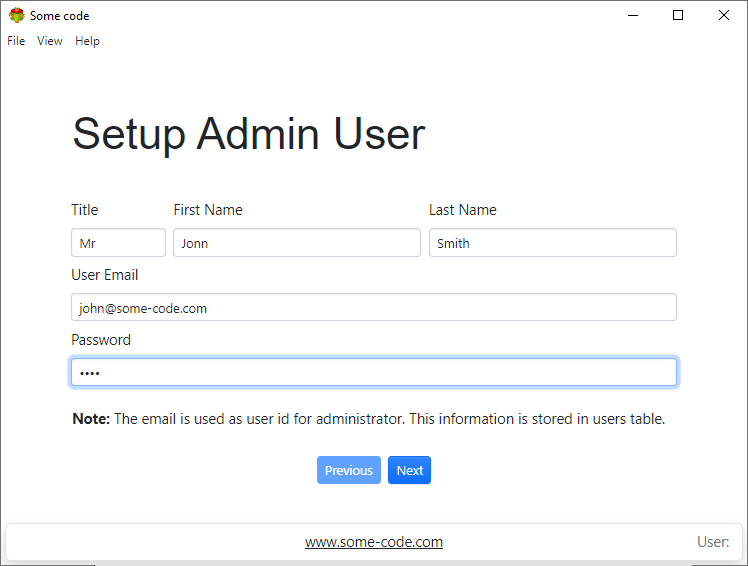 Some code
File View Help
Setup Admin User
Title First Name Last Name
Mr Jonn Smith
User Email
john@some-code.com
Password
••••
Note: The email is used as user id for administrator. This information is stored in users table.
Previous Next
www.some-code.com User: